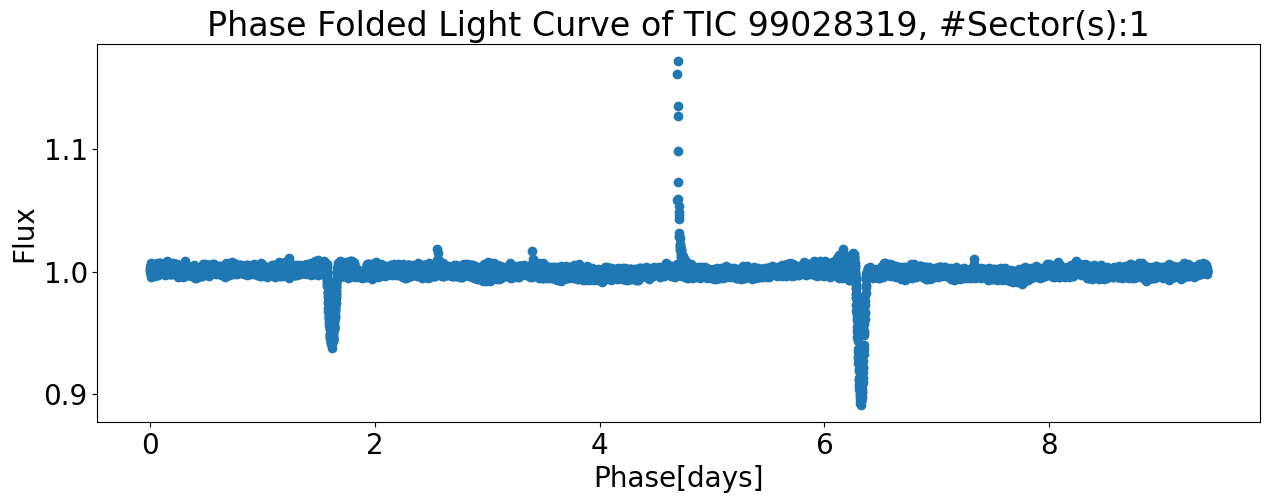 Phase Folded Light Curve of TIC 99028319, #Sector(s):1
1.1
1.0
0.9
Flux
0 2 4 6 8
Phase[days]